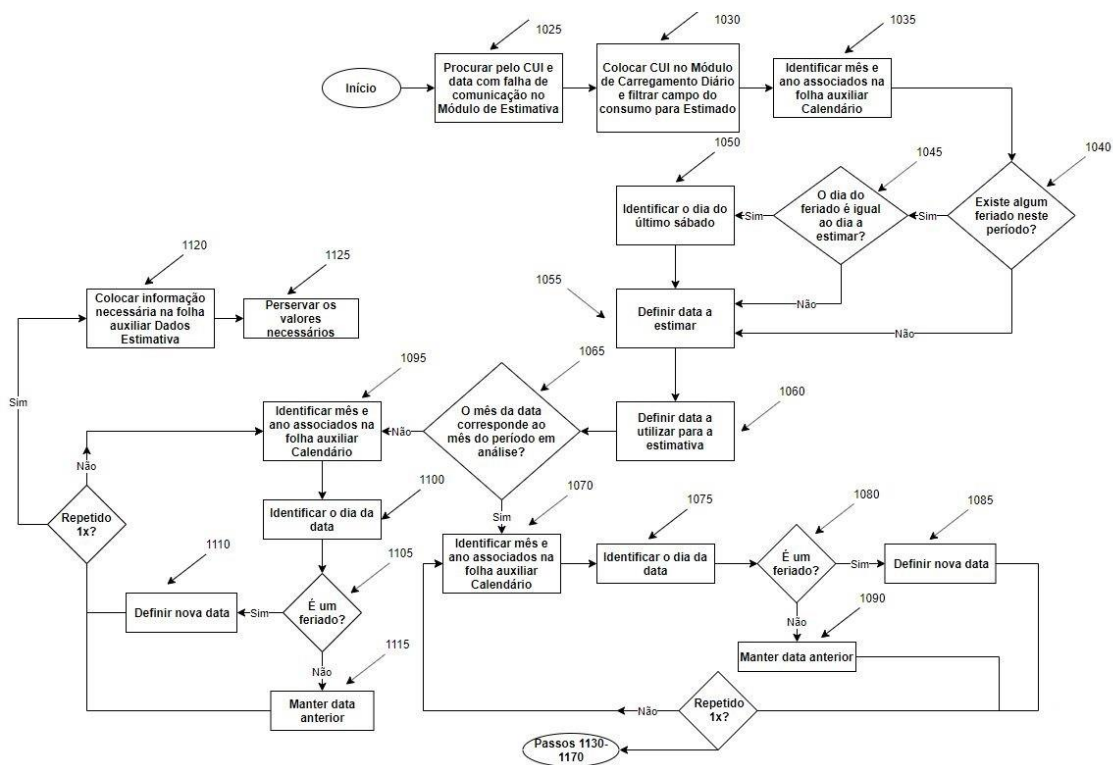 1025
1030
1035
Início
Procurar pelo CUI e
data com falha de
comunicação no
Módulo de Estimativa
Colocar CUI no Módulo
de Carregamento Diário
e filtrar campo do
consumo para Estimado
Identificar mês e
ano associados na
folha auxiliar
Calendário
1050
1045
1040
Identificar o dia do
último sábado
Sim
O dia do
feriado é igual
ao dia a
estimar?
Sim
Existe algum
feriado neste
período?
1120
1125
1055
Colocar informação
necessária na folha
auxiliar Dados
Estimativa
Perservar os
valores
necessários
Definir data a
estimar
Não
Não
Sim
1095
1065
1060
Identificar mês e
ano associados na
folha auxiliar
Calendário
Não
O mês da data
corresponde ao
mês do período em
análise?
Definir data a
utilizar para a
estimativa
Não
Repetido
1x?
1100
Identificar o dia da
data
Sim
1070
1075
1080
1085
Identificar mês e
ano associados na
folha auxiliar
Calendário
Identificar o dia da
data
É um
feriado?
Sim
Definir nova data
1110
1105
Definir nova data
Sim
É um
feriado?
Não
1090
Manter data anterior
1115
Não
Manter data
anterior
Não
Repetido
1x?
Passos 1130-
1170